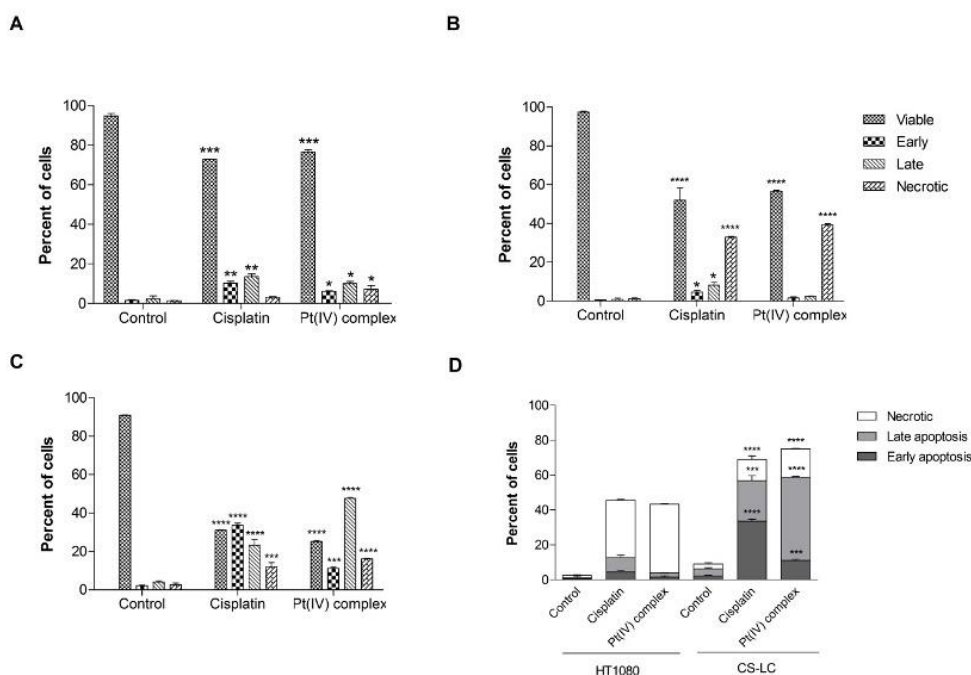 A
B
100
80
60
40
20
0
Percent of cells
***
***
**
**
*
*
*
Control
Cisplatin
Pt(IV) complex
100
80
60
40
20
0
Percent of cells
****
*
*
****
****
****
Control
Cisplatin
Pt(IV) complex
Viable
Early
Late
Necrotic
C
D
100
80
60
40
20
0
Percent of cells
****
****
****
***
****
***
****
****
Control
Cisplatin
Pt(IV) complex
100
80
60
40
20
0
Percent of cells
****
***
****
****
****
***
Control
Cisplatin
Pt(IV) complex
Control
Cisplatin
Pt(IV) complex
HT1080
CS-LC
Necrotic
Late apoptosis
Early apoptosis